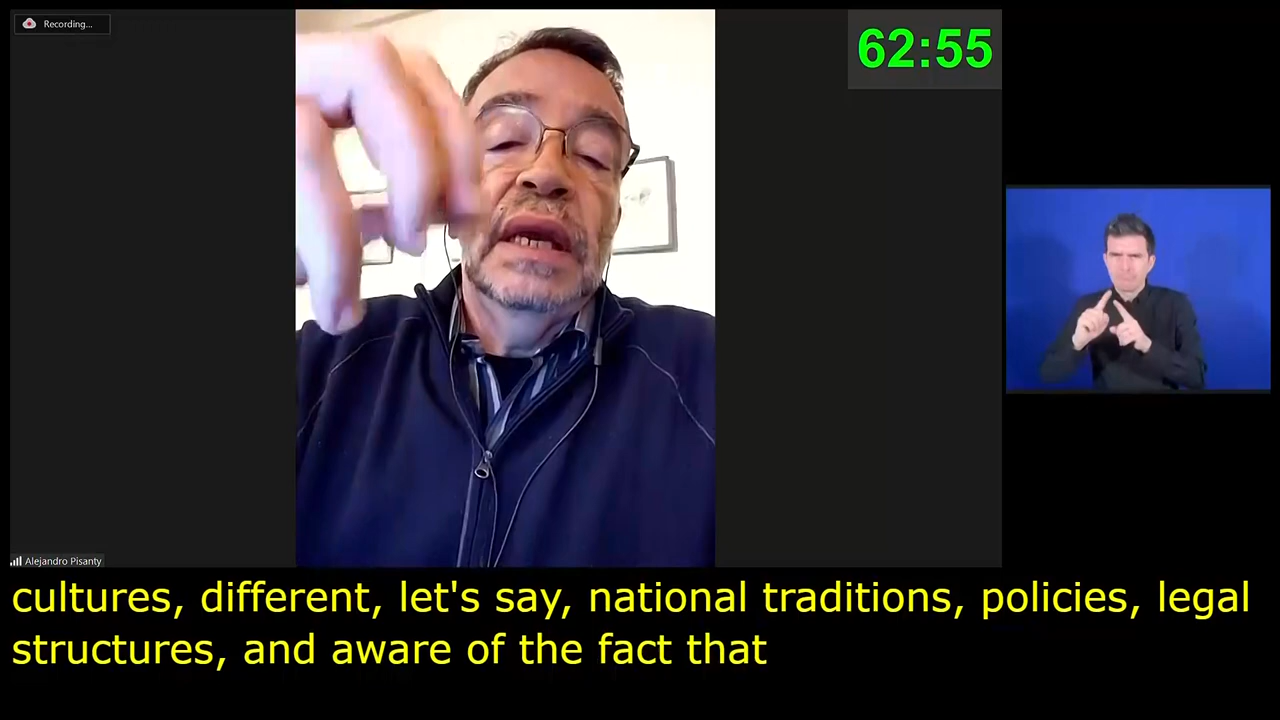 Recording...
62:55
Alejandro Pisanty
cultures, different, let's say, national traditions, policies, legal
structures, and aware of the fact that